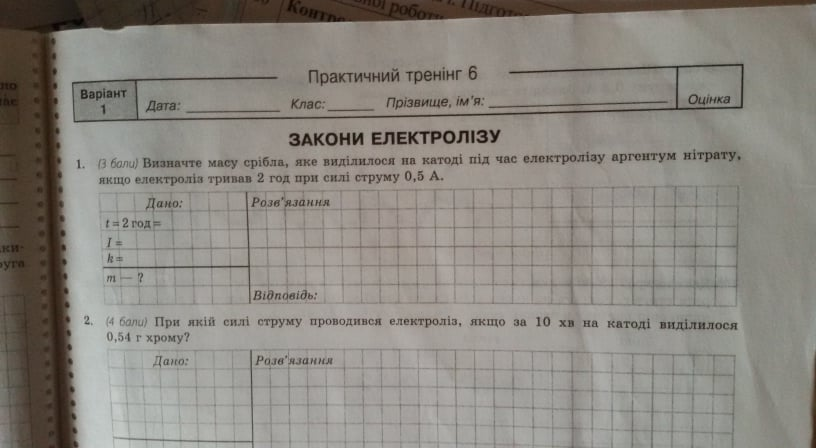 Практичний тренінг 6
Варіант 1
Дата:
Клас:
Прізвище, ім'я:
Оцінка
ЗАКОНИ ЕЛЕКТРОЛІЗУ
1. (3 бали) Визначте масу срібла, яке виділилося на катоді під час електролізу аргентум нітрату,
якщо електроліз тривав 2 год при силі струму 0,5 А.
Дано:
Розв'язання
t = 2 год =
I =
k =
m — ?
Відповідь:
2. (4 бали) При якій силі струму проводився електроліз, якщо за 10 хв на катоді виділилося
0,54 г хрому?
Дано:
Розв'язання